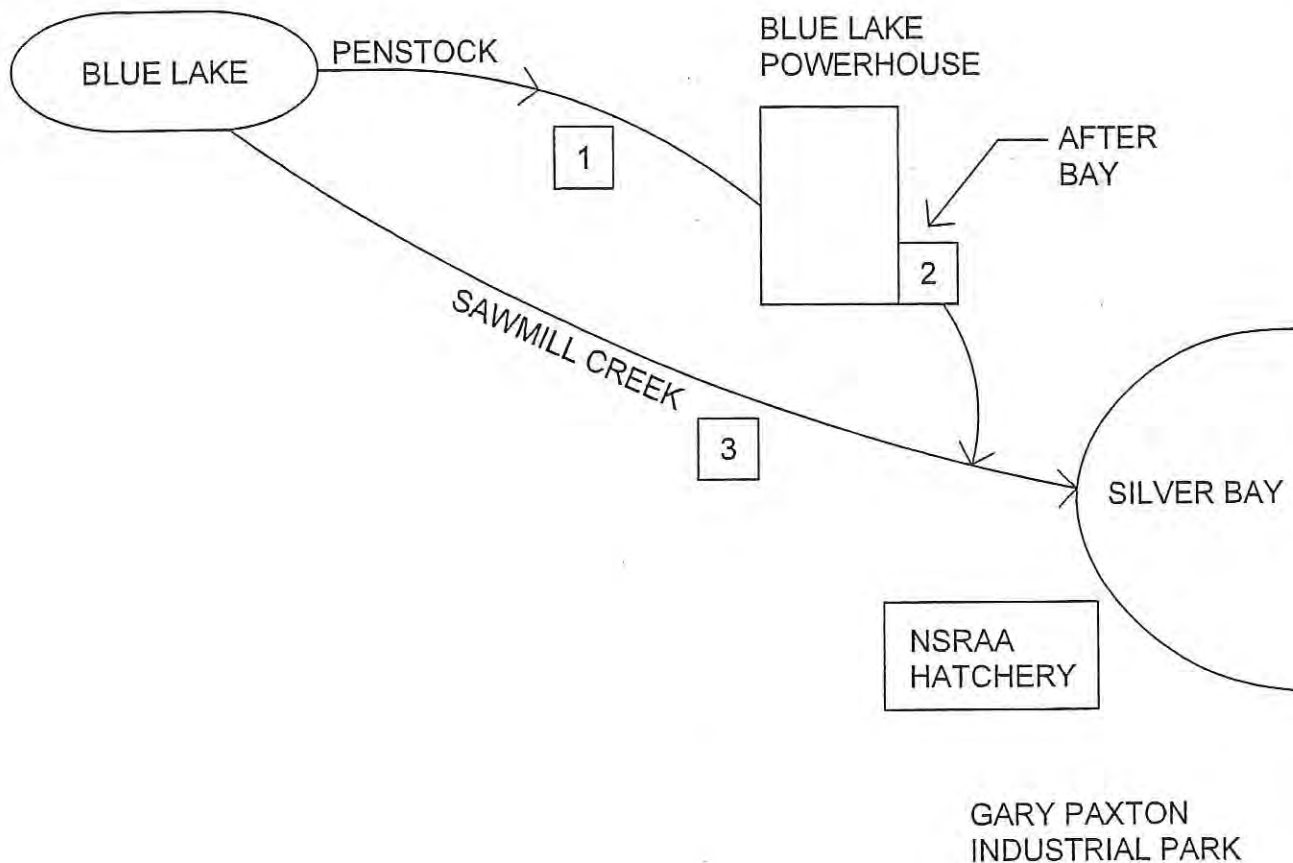 BLUE LAKE
PENSTOCK
BLUE LAKE
POWERHOUSE
1
AFTER
BAY
2
SAWMILL CREEK
3
SILVER BAY
NSRAA
HATCHERY
GARY PAXTON
INDUSTRIAL PARK